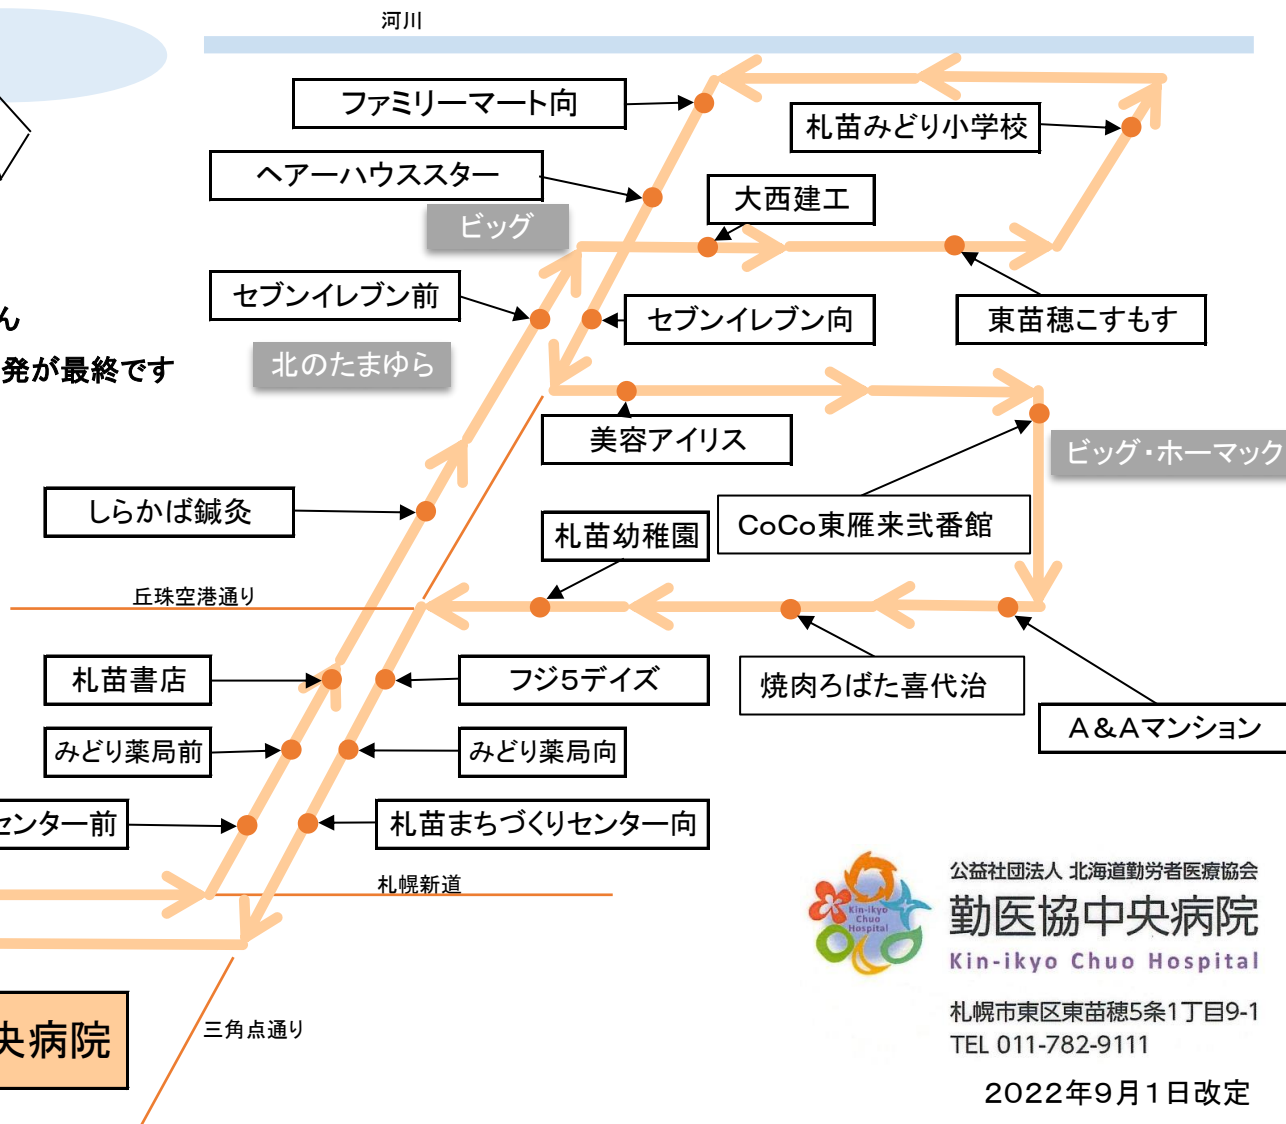 河川
ファミリーマート向
札苗みどり小学校
ヘアーハウススター
大西建工
ビッグ
セブンイレブン前
セブンイレブン向
東苗穂こすもす
ん
発が最終です
北のたまゆら
美容アイリス
ビッグ・ホーマック
しらかば鍼灸
札苗幼稚園
CoCo東雁来弐番館
丘珠空港通り
札苗書店
フジ5デイズ
焼肉ろばた喜代治
A&Aマンション
みどり薬局前
みどり薬局向
センター前
札苗まちづくりセンター向
札幌新道
公益社団法人 北海道勤労者医療協会
Kin-ikyo
Chuo
Hospital
勤医協中央病院
Kin-ikyo Chuo Hospital
央病院
三角点通り
札幌市東区東苗穂5条1丁目9-1
TEL 011-782-9111
2022年9月1日改定